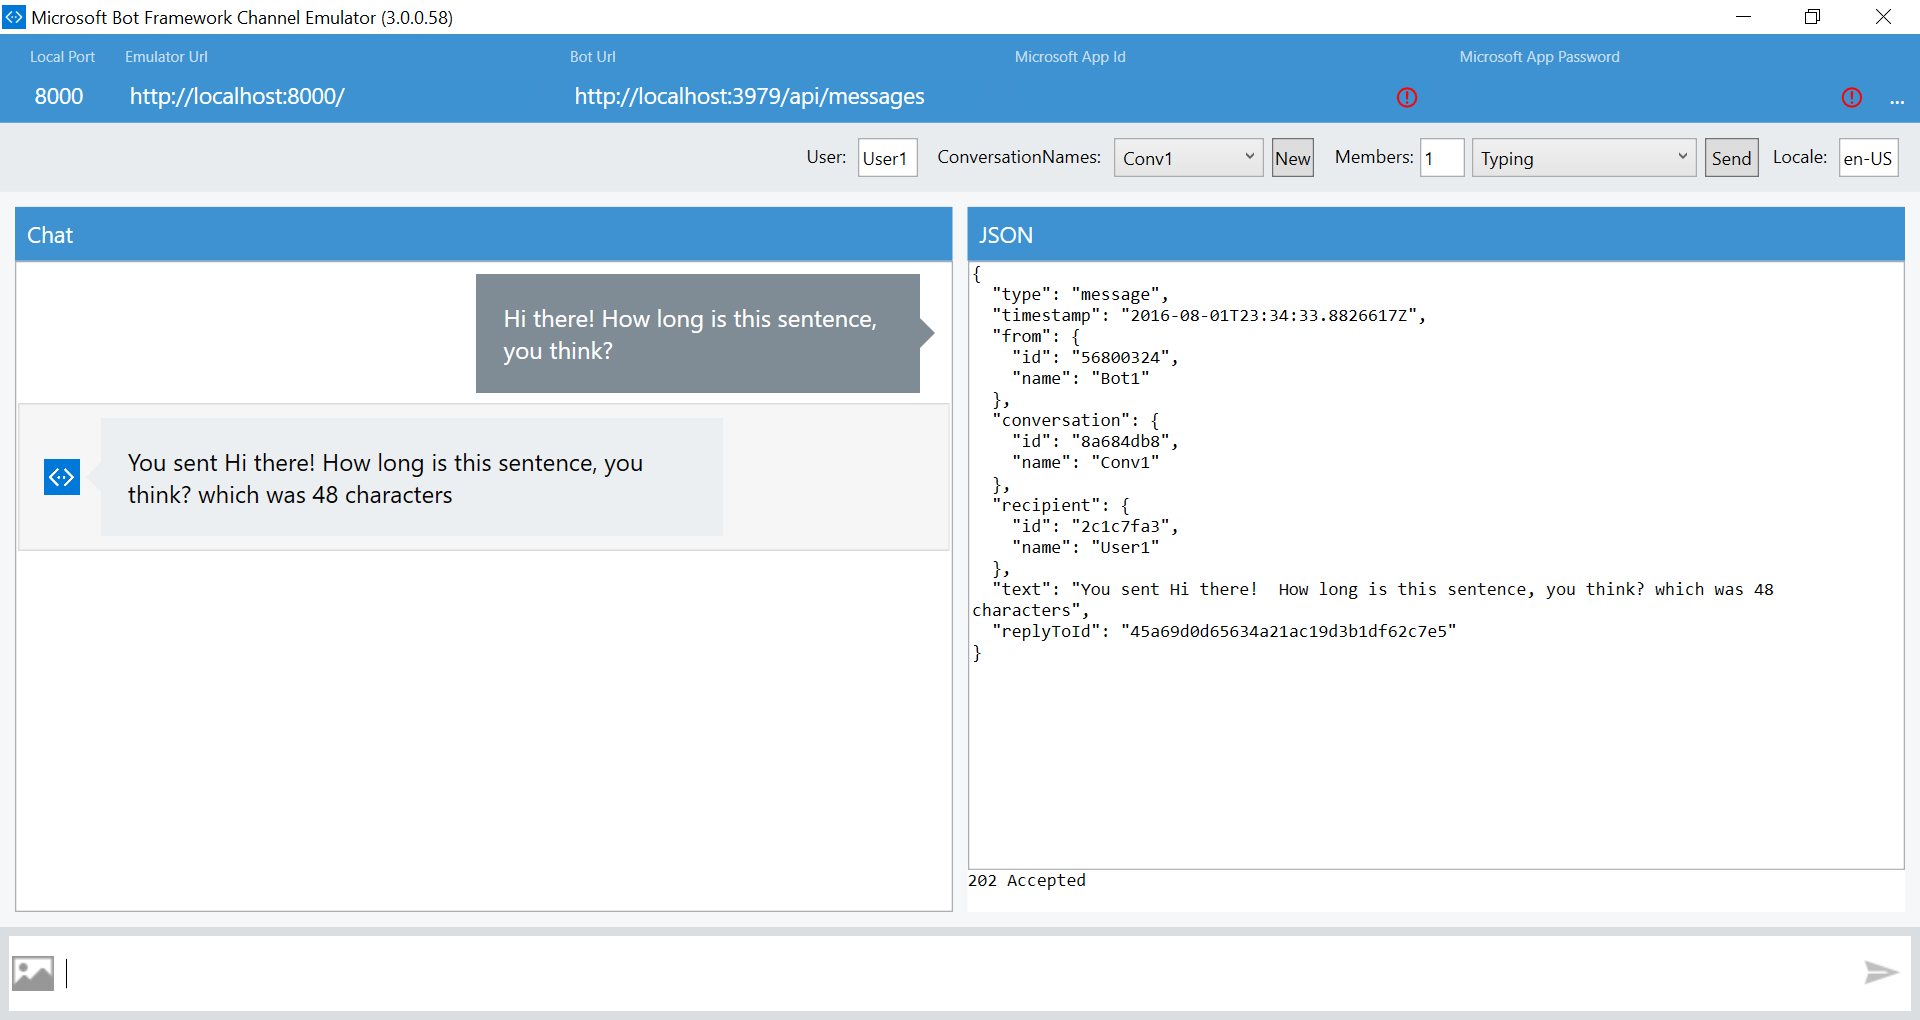 Microsoft Bot Framework Channel Emulator (3.0.0.58)
Local Port Emulator Url Bot Url Microsoft App Id Microsoft App Password
8000 http://localhost:8000/ http://localhost:3979/api/messages ...
User: User1 ConversationNames: Conv1 New Members: 1 Typing Send Locale: en-US
Chat
Hi there! How long is this sentence,
you think?
You sent Hi there! How long is this sentence, you
think? which was 48 characters
JSON
{
  "type": "message",
  "timestamp": "2016-08-01T23:34:33.8826617Z",
  "from": {
    "id": "56800324",
    "name": "Bot1"
  },
  "conversation": {
    "id": "8a684db8",
    "name": "Conv1"
  },
  "recipient": {
    "id": "2c1c7fa3",
    "name": "User1"
  },
  "text": "You sent Hi there!  How long is this sentence, you think? which was 48
characters",
  "replyToId": "45a69d0d65634a21ac19d3b1df62c7e5"
}
202 Accepted